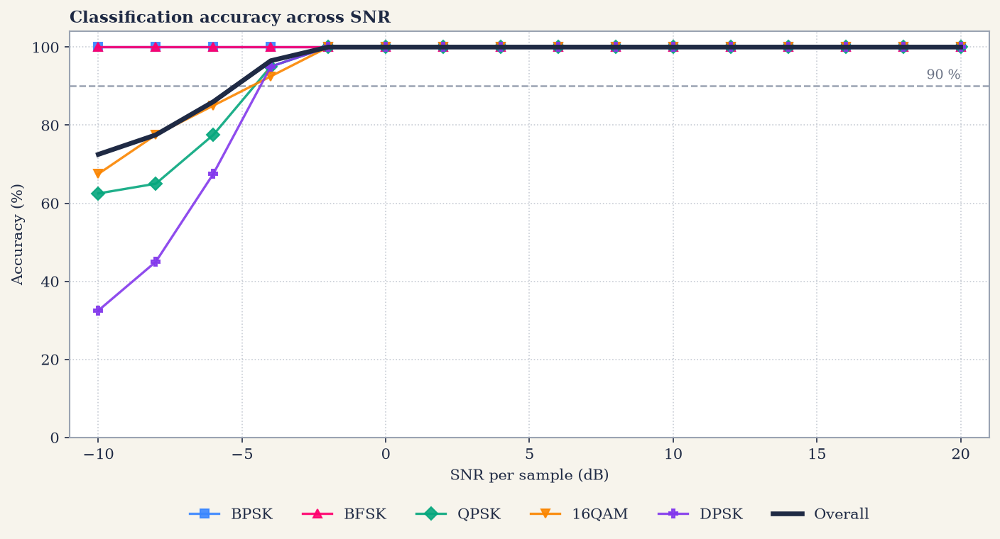 Classification accuracy across SNR
100
80
60
40
20
0
Accuracy (%)
90 %
−10 −5 0 5 10 15 20
SNR per sample (dB)
BPSK BFSK QPSK 16QAM DPSK Overall